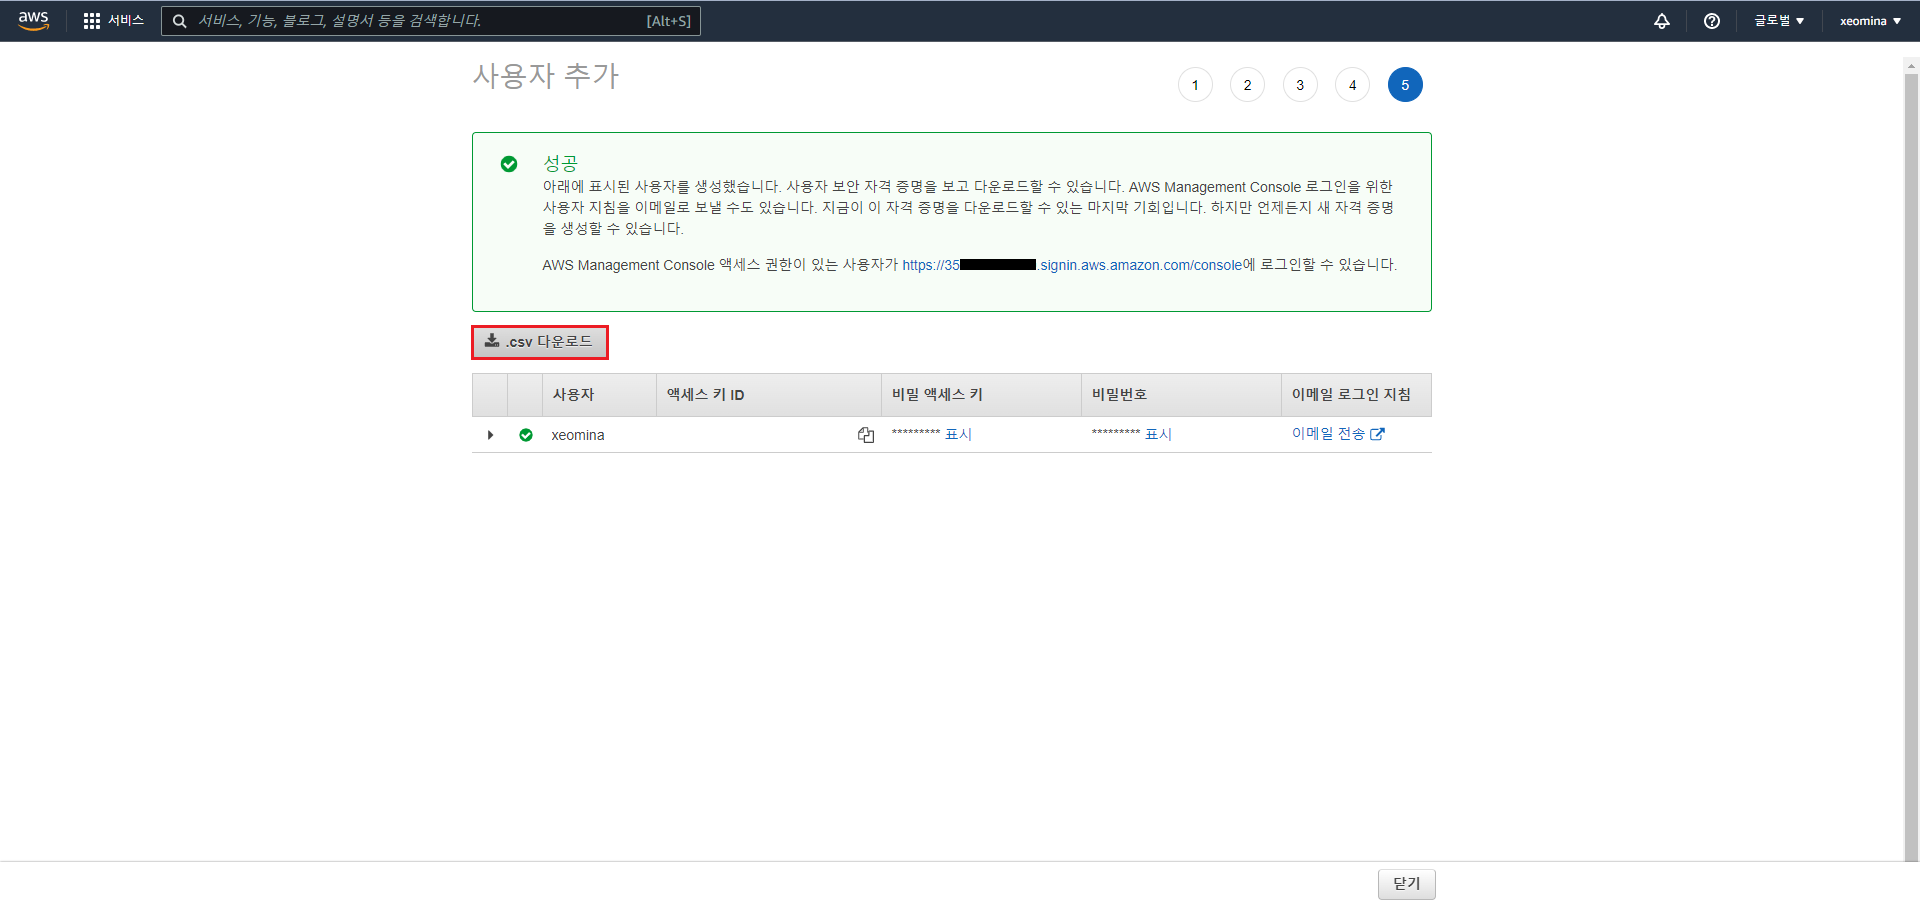 aws 서비스 서비스, 기능, 블로그, 설명서 등을 검색합니다. [Alt+S] 글로벌 ▼ xeomina ▼
사용자 추가
1 2 3 4 5
성공
아래에 표시된 사용자를 생성했습니다. 사용자 보안 자격 증명을 보고 다운로드할 수 있습니다. AWS Management Console 로그인을 위한
사용자 지침을 이메일로 보낼 수도 있습니다. 지금이 이 자격 증명을 다운로드할 수 있는 마지막 기회입니다. 하지만 언제든지 새 자격 증명
을 생성할 수 있습니다.
AWS Management Console 액세스 권한이 있는 사용자가 https://35 .signin.aws.amazon.com/console에 로그인할 수 있습니다.
.csv 다운로드
사용자 액세스 키 ID 비밀 액세스 키 비밀번호 이메일 로그인 지침
xeomina ********* 표시 ********* 표시 이메일 전송
닫기